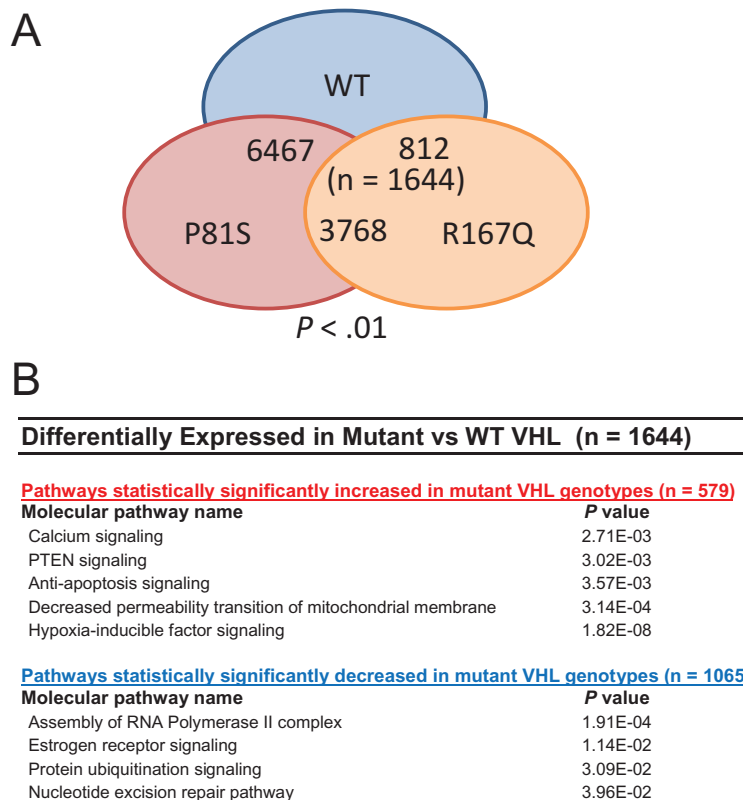 A
WT
6467 812
(n = 1644)
P81S 3768 R167Q
P < .01
B
Differentially Expressed in Mutant vs WT VHL (n = 1644)
Pathways statistically significantly increased in mutant VHL genotypes (n = 579)
Molecular pathway name P value
Calcium signaling 2.71E-03
PTEN signaling 3.02E-03
Anti-apoptosis signaling 3.57E-03
Decreased permeability transition of mitochondrial membrane 3.14E-04
Hypoxia-inducible factor signaling 1.82E-08
Pathways statistically significantly decreased in mutant VHL genotypes (n = 1065
Molecular pathway name P value
Assembly of RNA Polymerase II complex 1.91E-04
Estrogen receptor signaling 1.14E-02
Protein ubiquitination signaling 3.09E-02
Nucleotide excision repair pathway 3.96E-02